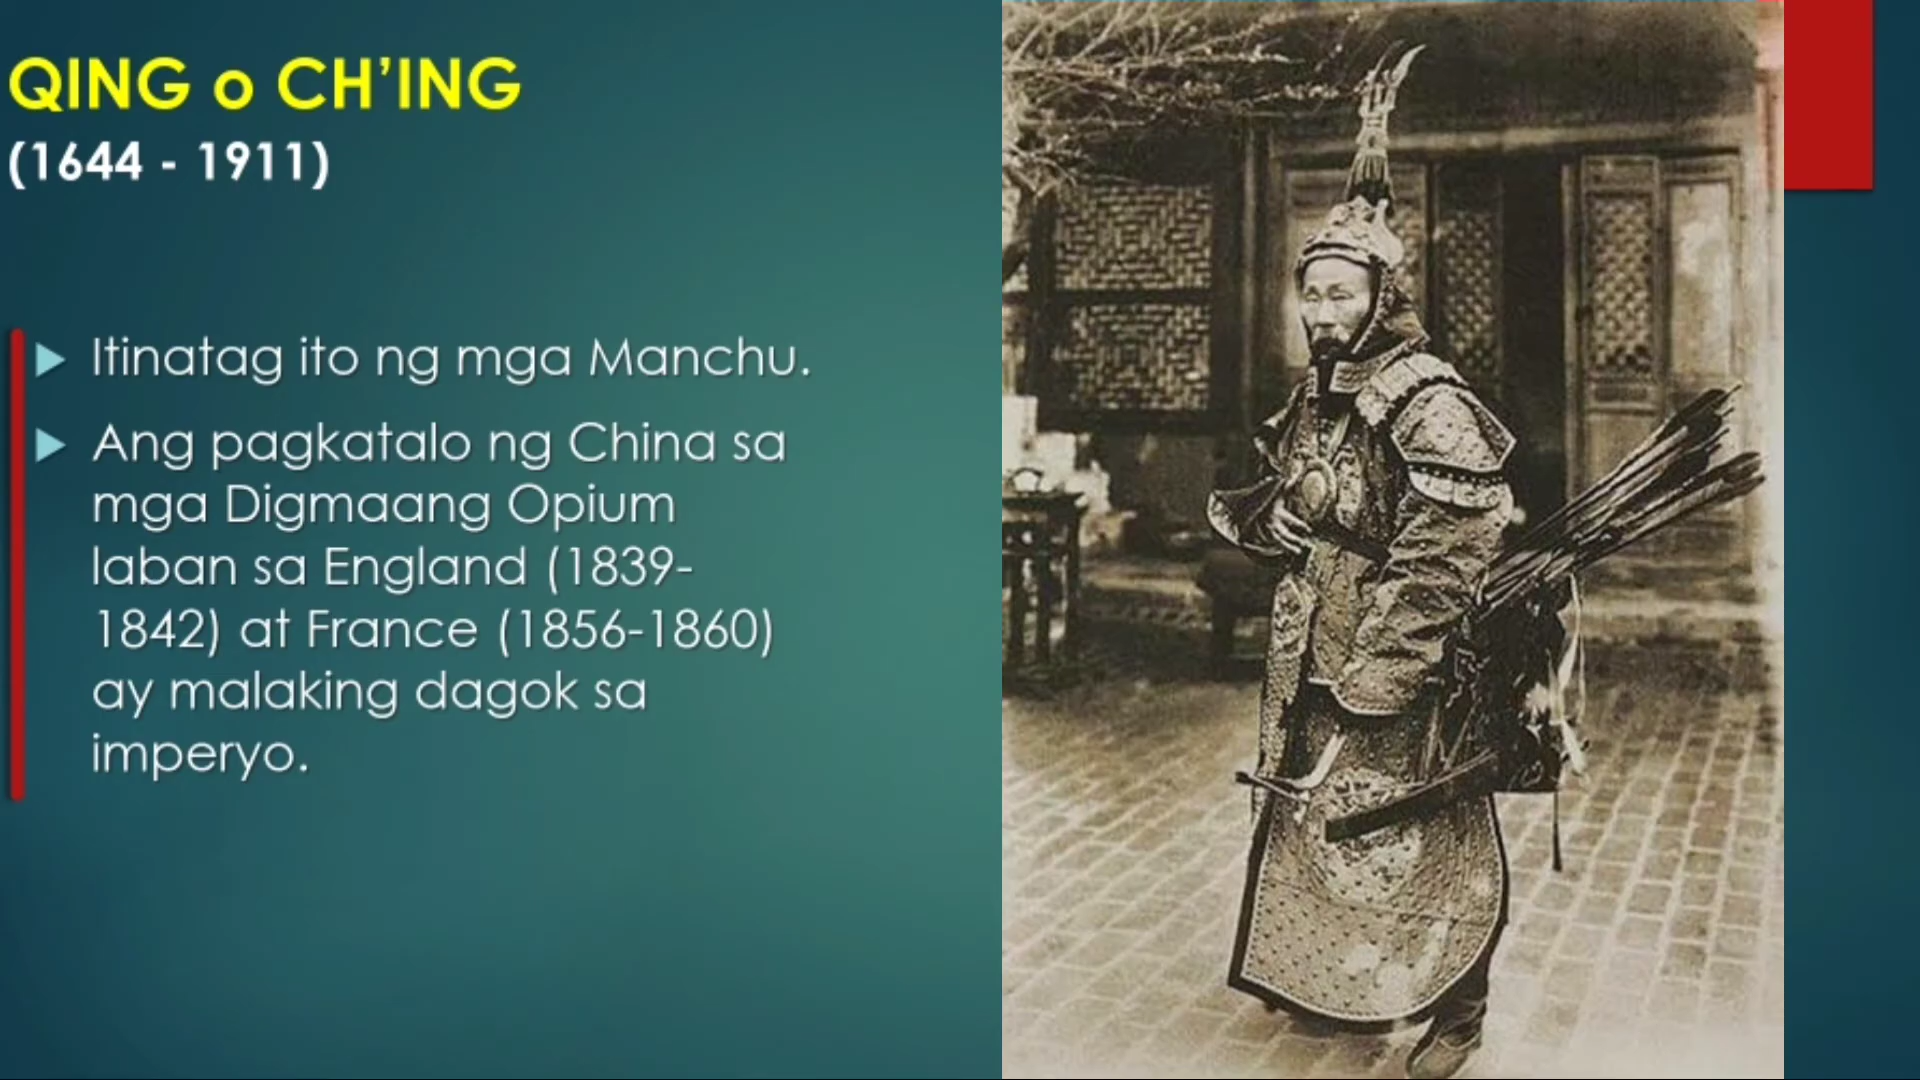 QING o CH’ING
(1644 - 1911)
Itinatag ito ng mga Manchu.
Ang pagkatalo ng China sa
mga Digmaang Opium
laban sa England (1839-
1842) at France (1856-1860)
ay malaking dagok sa
imperyo.